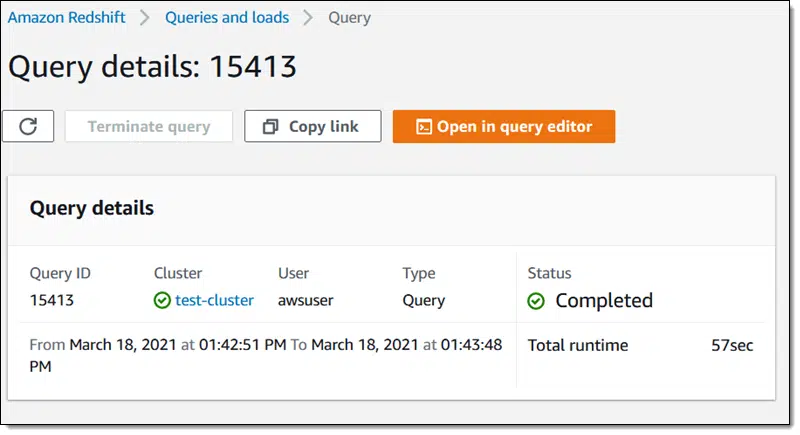 Amazon Redshift > Queries and loads > Query
Query details: 15413
Terminate query Copy link Open in query editor
Query details
Query ID Cluster User Type Status
15413 test-cluster awsuser Query Completed
From March 18, 2021 at 01:42:51 PM To March 18, 2021 at 01:43:48 Total runtime 57sec
PM